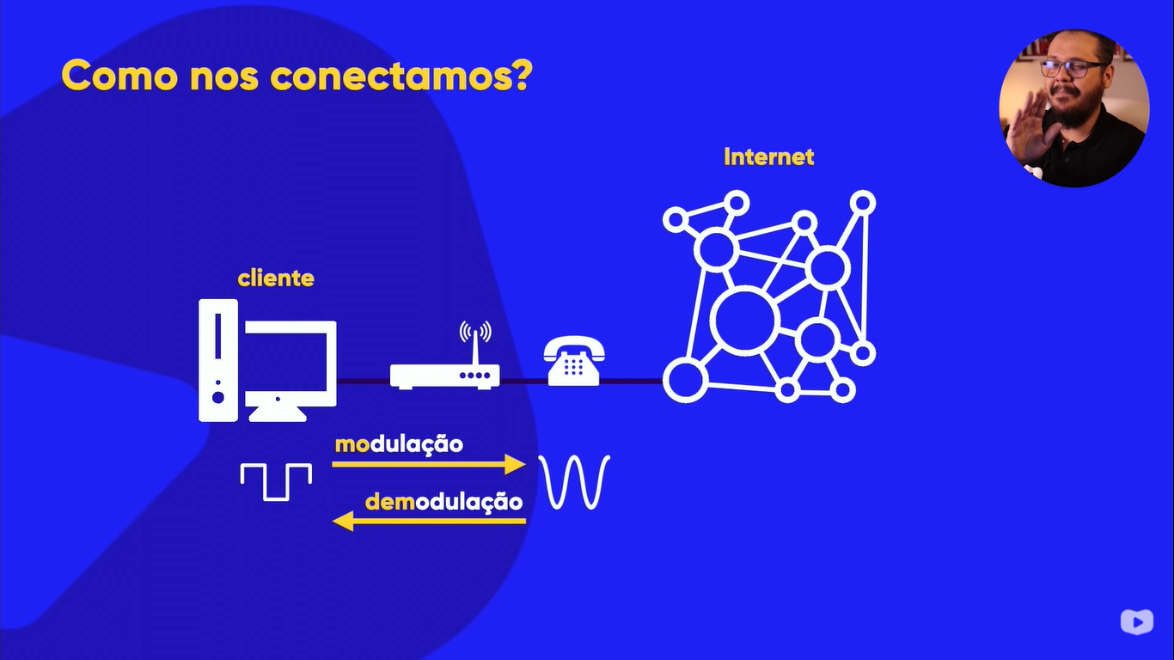 Como nos conectamos?
Internet
cliente
modulação
demodulação